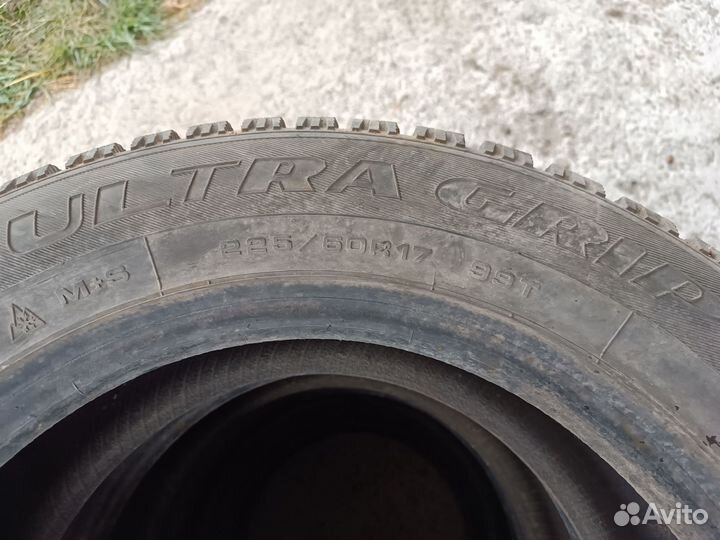 ULTRA GRIP
225/60R17 99T
M+S
Avito